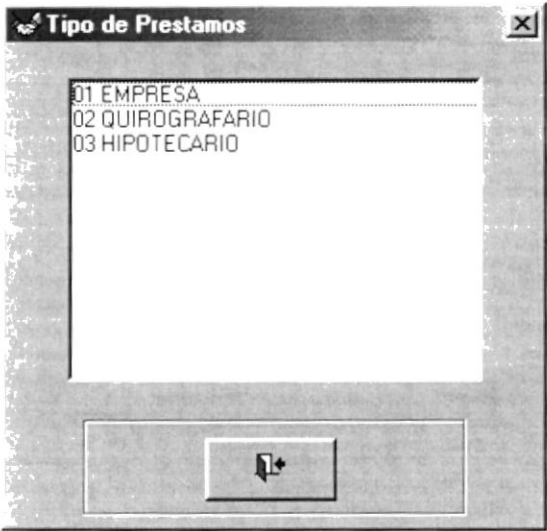 Tipo de Prestamos
01 EMPRESA
02 QUIROGRAFARIO
03 HIPOTECARIO